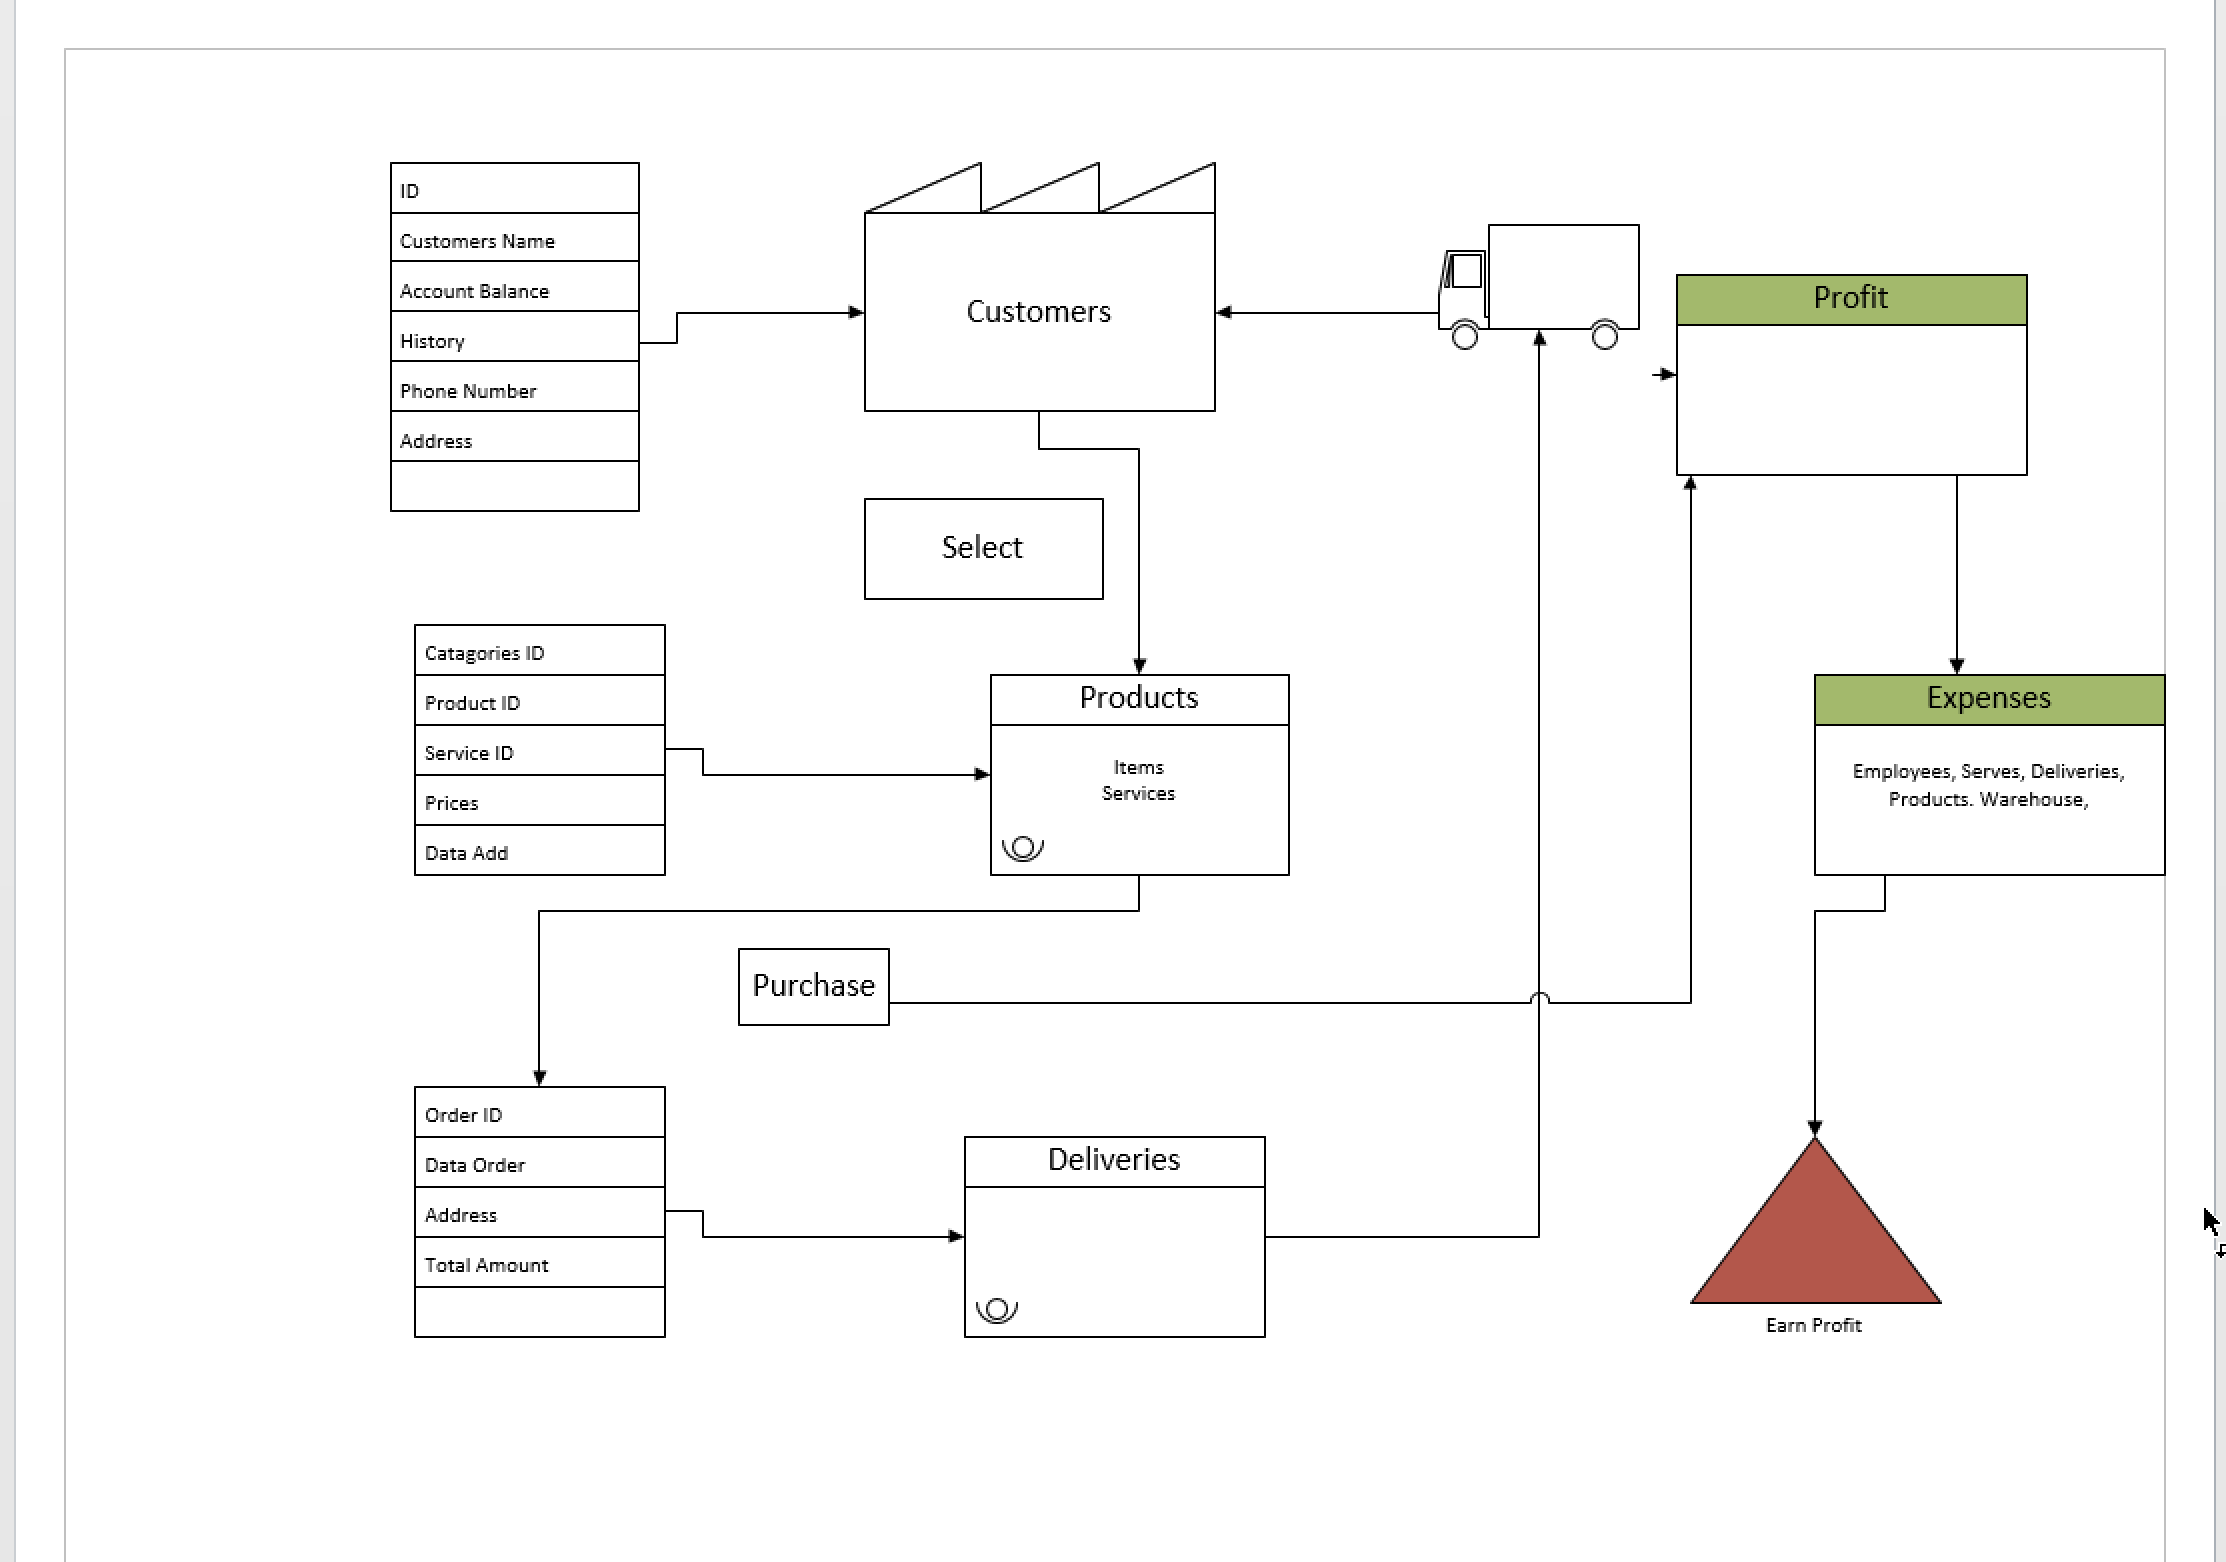 ID
Customers Name
Account Balance
History
Phone Number
Address
Customers
Profit
Select
Catagories ID
Product ID
Service ID
Prices
Data Add
Products
Items
Services
Expenses
Employees, Serves, Deliveries,
Products. Warehouse,
Purchase
Order ID
Data Order
Address
Total Amount
Deliveries
Earn Profit